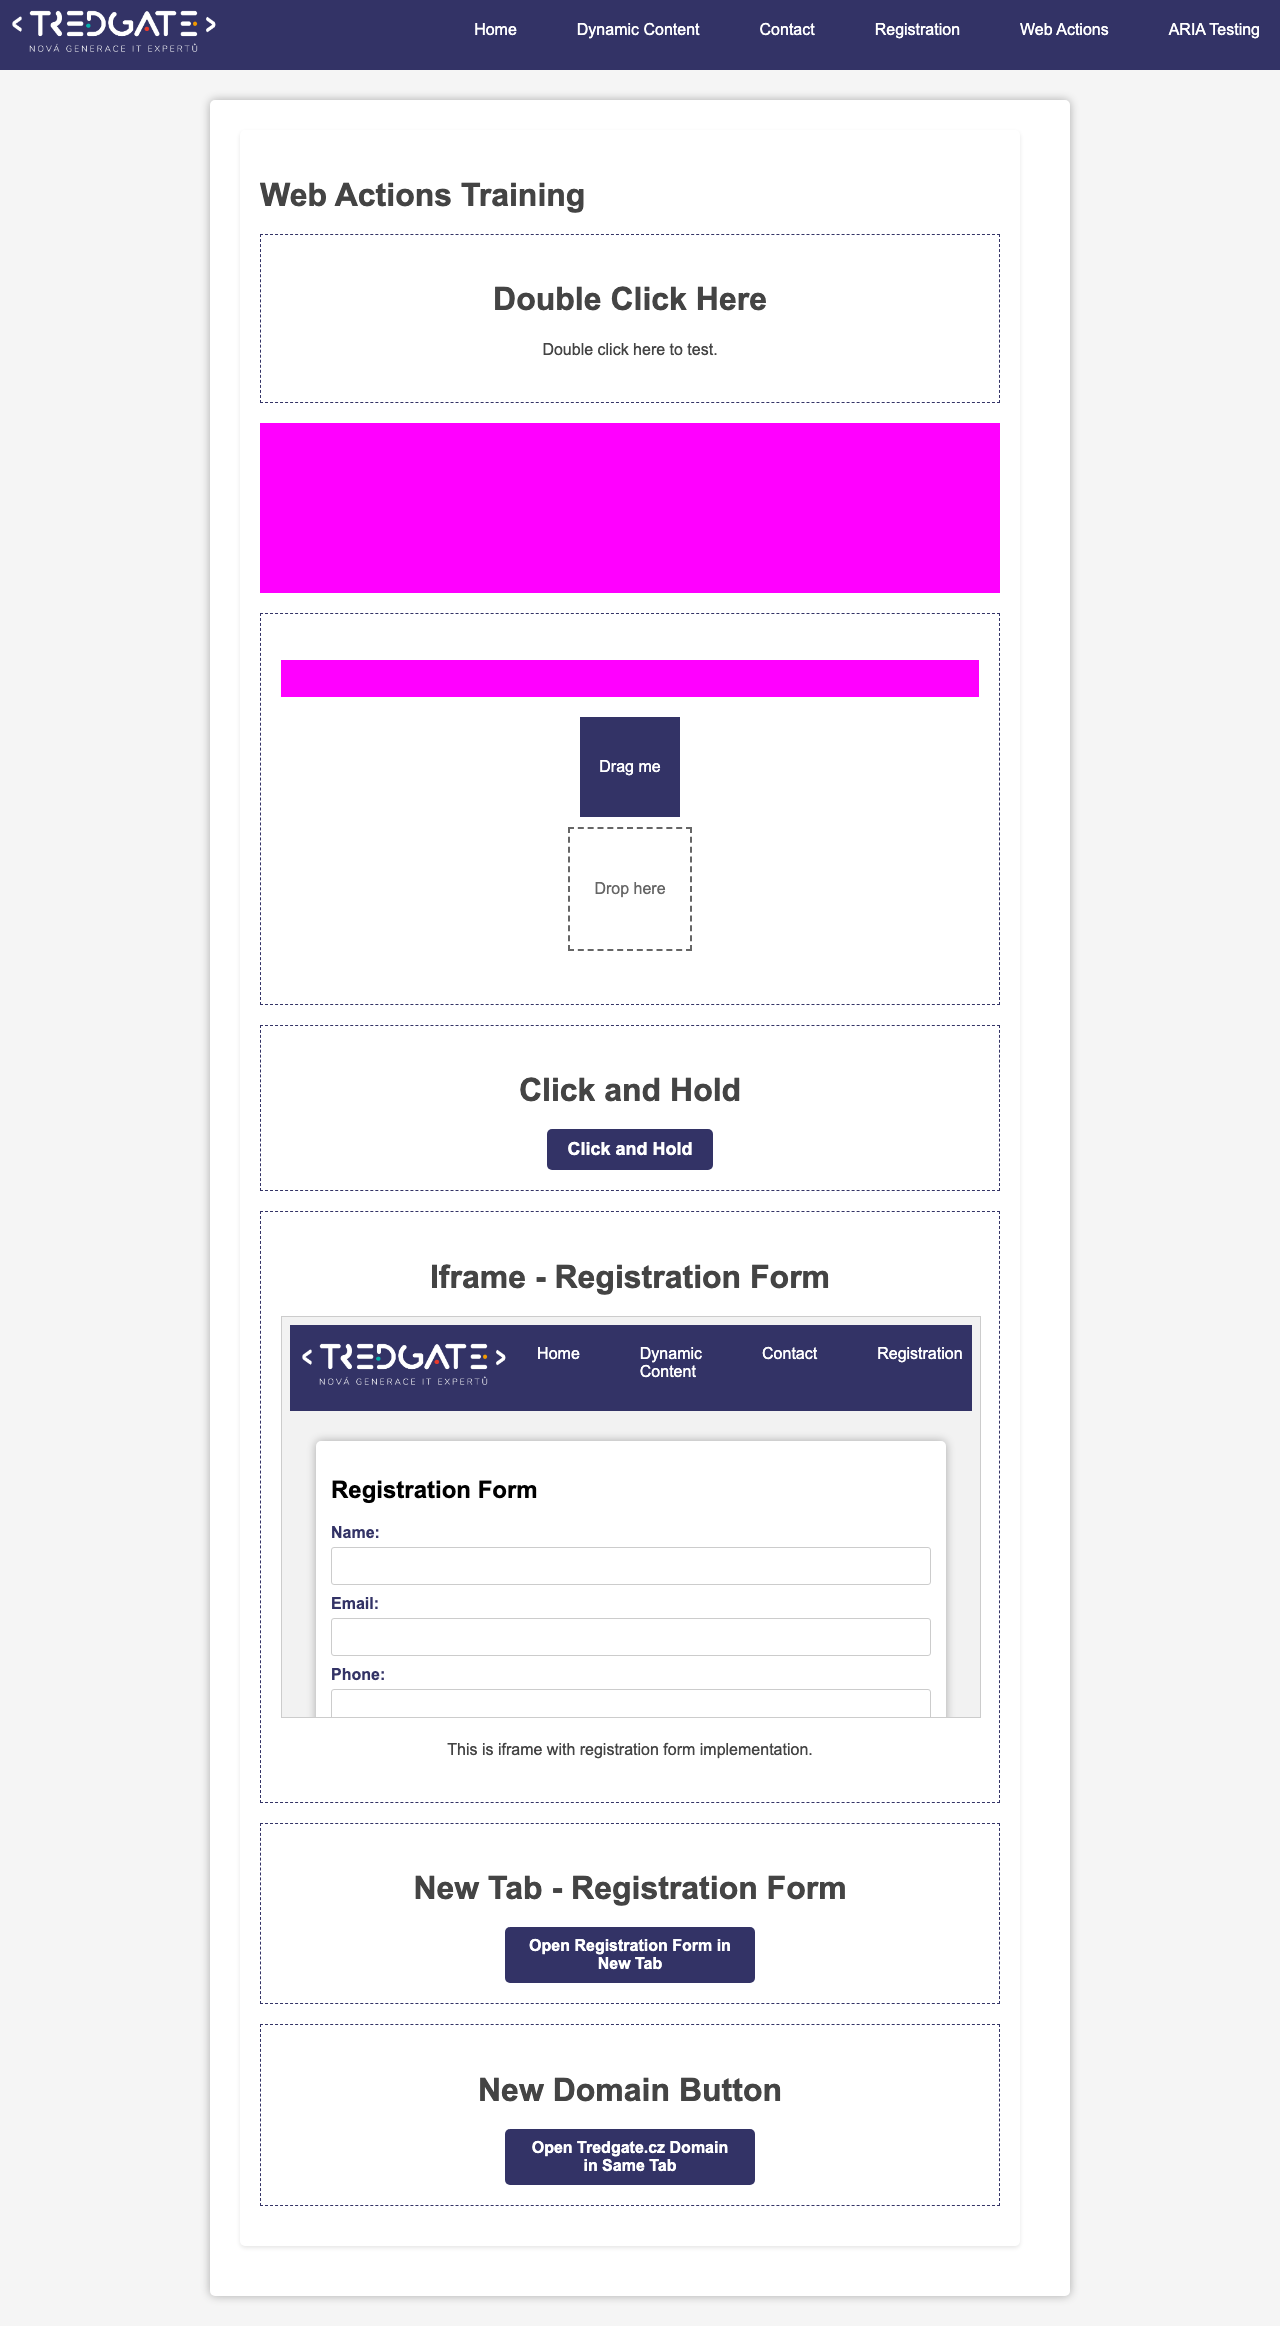 TREDGATE
NOVÁ GENERACE IT EXPERTŮ
Home Dynamic Content Contact Registration Web Actions ARIA Testing
Web Actions Training
Double Click Here
Double click here to test.
Drag me
Drop here
Click and Hold
Click and Hold
Iframe - Registration Form
TREDGATE
NOVÁ GENERACE IT EXPERTŮ
Home Dynamic Content Contact Registration
Registration Form
Name:
Email:
Phone:
This is iframe with registration form implementation.
New Tab - Registration Form
Open Registration Form in
New Tab
New Domain Button
Open Tredgate.cz Domain
in Same Tab